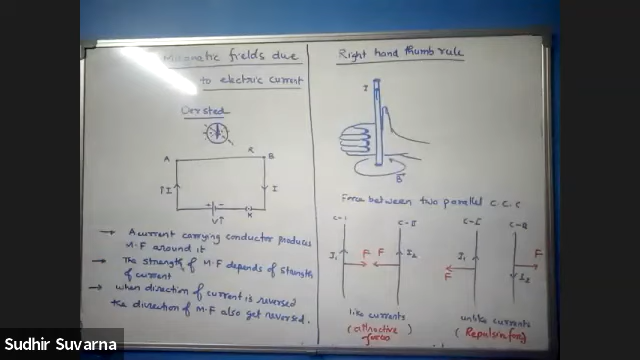 Magnetic fields due
to electric current
Oersted
A
R
B
↑I
I
+
-
V↑
K
→ A current carrying conductor produces
M.F around it
→ The strength of M.F depends of strength
of current
→ when direction of current is reversed
the direction of M.F also get reversed.
Right hand thumb rule
I
B
Force between two parallel C.C.C
C-I
C-II
C-I
C-II
I₁
F
F
I₂
I₁
F
F
I₂
like currents
(attractive
force)
unlike currents
(Repulsive force)
Sudhir Suvarna